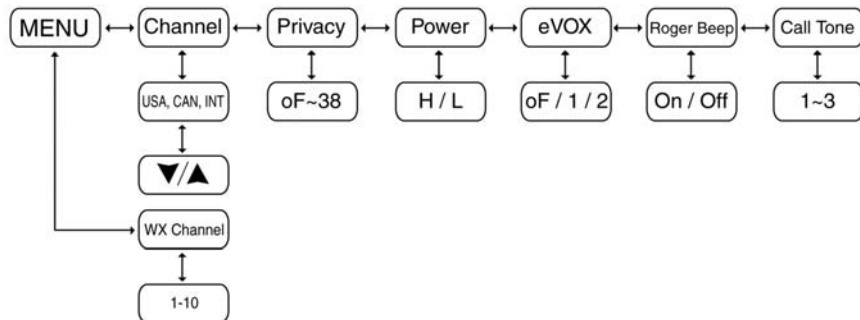 MENU
Channel
Privacy
Power
eVOX
Roger Beep
Call Tone
USA, CAN, INT
oF~38
H / L
oF / 1 / 2
On / Off
1~3
▼/▲
WX Channel
1-10